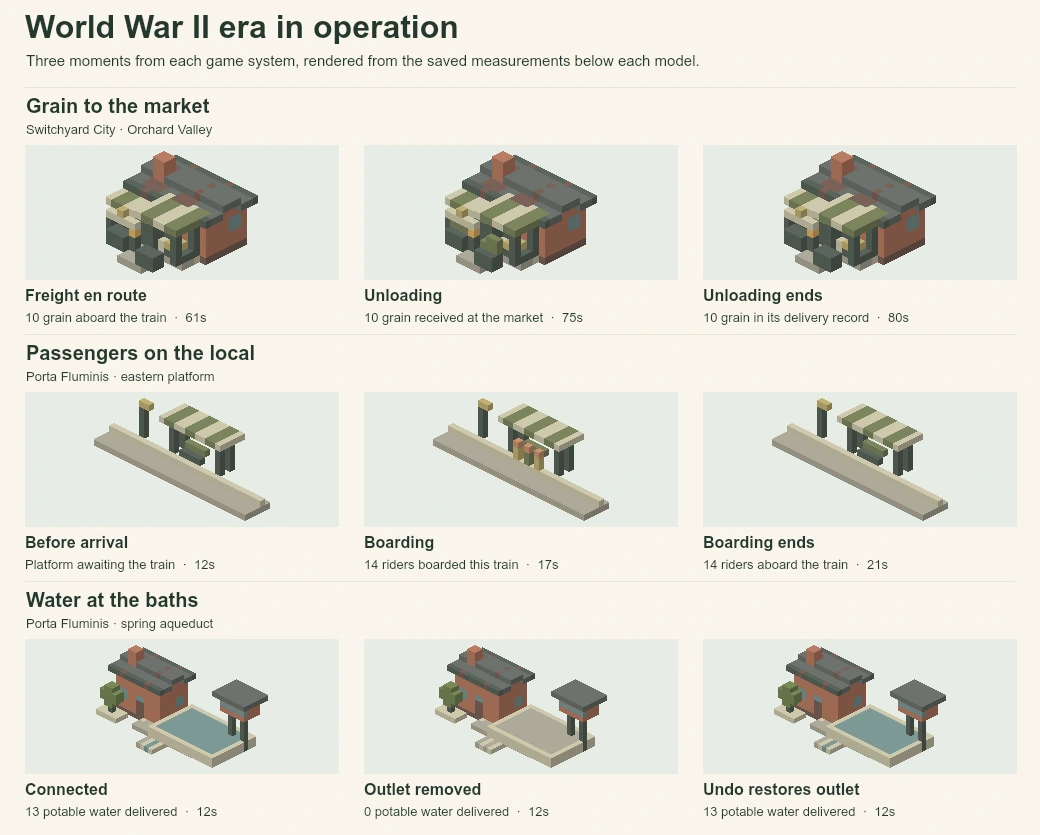 World War II era in operation
Three moments from each game system, rendered from the saved measurements below each model.
Grain to the market
Switchyard City · Orchard Valley
Freight en route
10 grain aboard the train · 61s
Unloading
10 grain received at the market · 75s
Unloading ends
10 grain in its delivery record · 80s
Passengers on the local
Porta Fluminis · eastern platform
Before arrival
Platform awaiting the train · 12s
Boarding
14 riders boarded this train · 17s
Boarding ends
14 riders aboard the train · 21s
Water at the baths
Porta Fluminis · spring aqueduct
Connected
13 potable water delivered · 12s
Outlet removed
0 potable water delivered · 12s
Undo restores outlet
13 potable water delivered · 12s